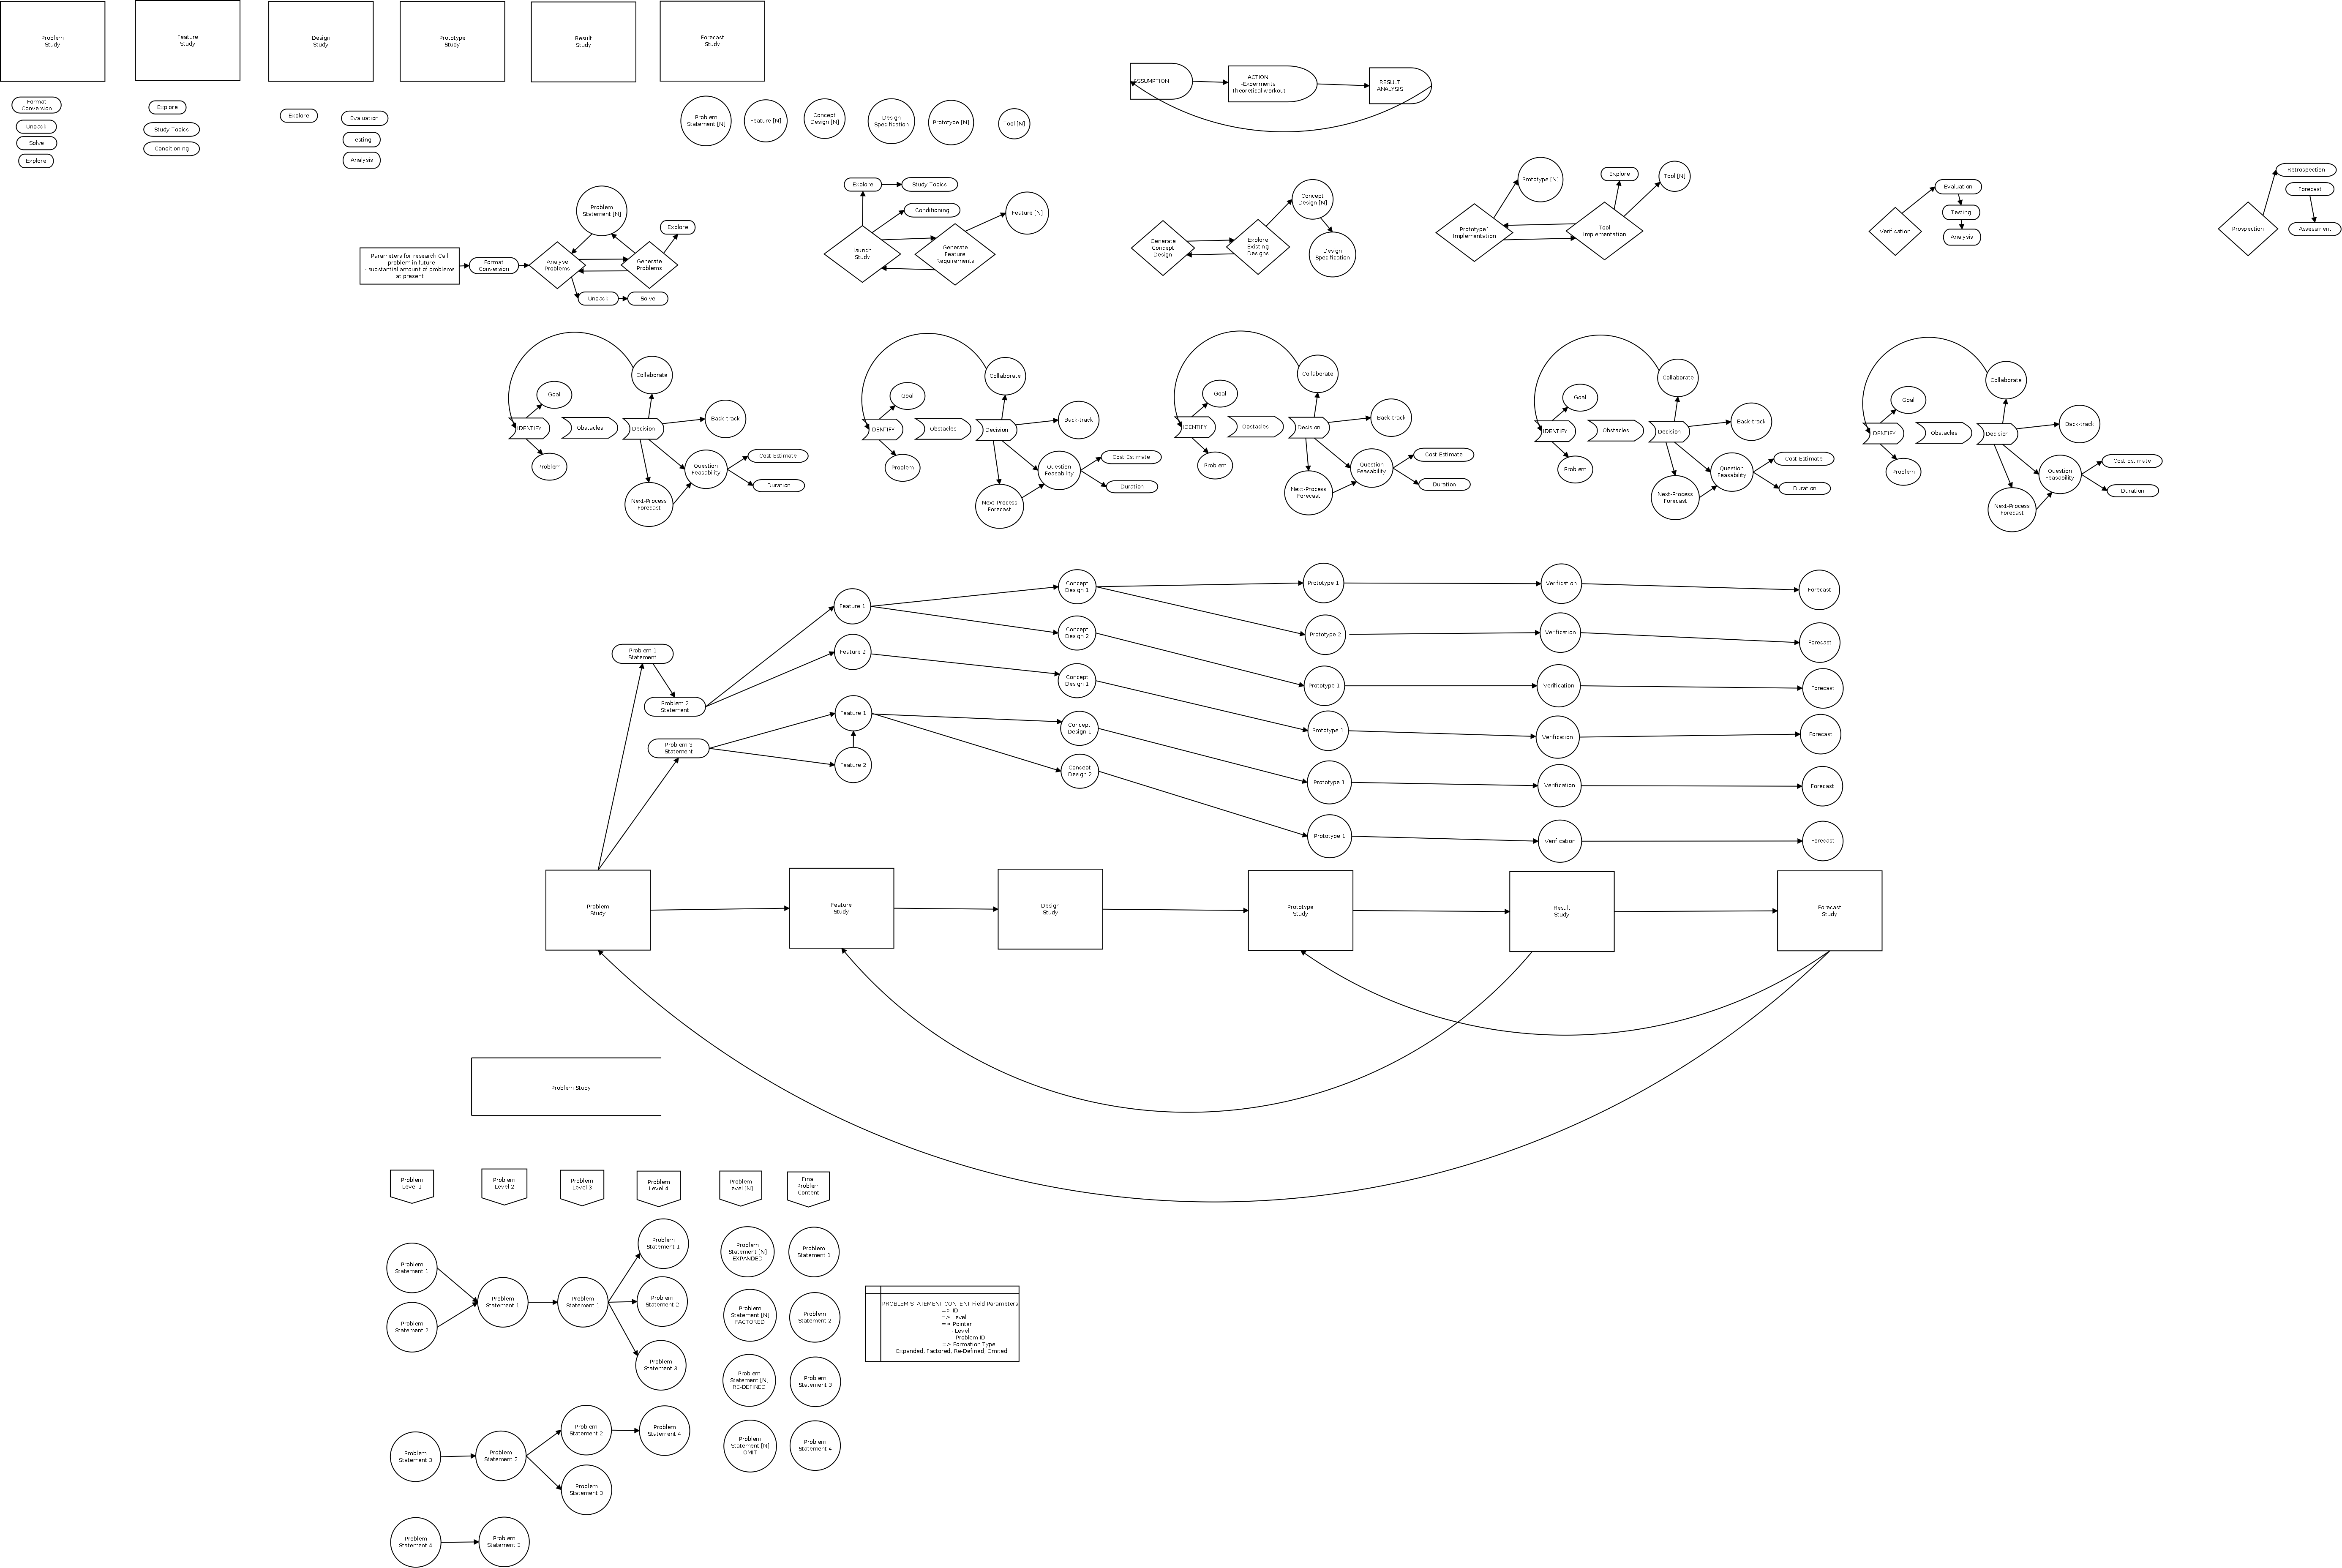 Problem
Study
Feature
Study
Design
Study
Prototype
Study
Result
Study
Forecast
Study
Format
Conversion
Unpack
Solve
Explore
Explore
Study Topics
Conditioning
Explore
Evaluation
Testing
Analysis
Problem
Statement [N]
Feature [N]
Concept
Design [N]
Design
Specification
Prototype [N]
Tool [N]
ASSUMPTION
ACTION
-Experments
-Theoretical workout
RESULT
ANALYSIS
Parameters for research Call
- problem in future
- substantial amount of problems
at present
Format
Conversion
Analyse
Problems
Problem
Statement [N]
Generate
Problems
Explore
Unpack
Solve
Explore
Study Topics
Conditioning
launch
Study
Generate
Feature
Requirements
Feature [N]
Generate
Concept
Design
Explore
Existing
Designs
Concept
Design [N]
Design
Specification
Prototype`
Implementation
Prototype [N]
Tool
Implementation
Explore
Tool [N]
Verification
Evaluation
Testing
Analysis
Prospection
Retrospection
Forecast
Assessment
IDENTIFY
Goal
Problem
Obstacles
Decision
Collaborate
Back-track
Question
Feasability
Next-Process
Forecast
Cost Estimate
Duration
IDENTIFY
Goal
Problem
Obstacles
Decision
Collaborate
Back-track
Question
Feasability
Next-Process
Forecast
Cost Estimate
Duration
IDENTIFY
Goal
Problem
Obstacles
Decision
Collaborate
Back-track
Question
Feasability
Next-Process
Forecast
Cost Estimate
Duration
IDENTIFY
Goal
Problem
Obstacles
Decision
Collaborate
Back-track
Question
Feasability
Next-Process
Forecast
Cost Estimate
Duration
IDENTIFY
Goal
Problem
Obstacles
Decision
Collaborate
Back-track
Question
Feasability
Next-Process
Forecast
Cost Estimate
Duration
Problem 1
Statement
Problem 2
Statement
Problem 3
Statement
Feature 1
Feature 2
Feature 1
Feature 2
Concept
Design 1
Concept
Design 2
Concept
Design 1
Concept
Design 1
Concept
Design 2
Prototype 1
Prototype 2
Prototype 1
Prototype 1
Prototype 1
Prototype 1
Verification
Verification
Verification
Verification
Verification
Verification
Forecast
Forecast
Forecast
Forecast
Forecast
Forecast
Problem
Study
Feature
Study
Design
Study
Prototype
Study
Result
Study
Forecast
Study
Problem Study
Problem
Level 1
Problem
Level 2
Problem
Level 3
Problem
Level 4
Problem
Level [N]
Final
Problem
Content
Problem
Statement 1
Problem
Statement 2
Problem
Statement 3
Problem
Statement 4
Problem
Statement 1
Problem
Statement 2
Problem
Statement 3
Problem
Statement 1
Problem
Statement 2
Problem
Statement 3
Problem
Statement 1
Problem
Statement 2
Problem
Statement 3
Problem
Statement 4
Problem
Statement [N]
EXPANDED
Problem
Statement [N]
FACTORED
Problem
Statement [N]
RE-DEFINED
Problem
Statement [N]
OMIT
Problem
Statement 1
Problem
Statement 2
Problem
Statement 3
Problem
Statement 4
PROBLEM STATEMENT CONTENT Field Parameters
=> ID
=> Level
=> Pointer
- Level
- Problem ID
=> Formation Type
Expanded, Factored, Re-Defined, Omited